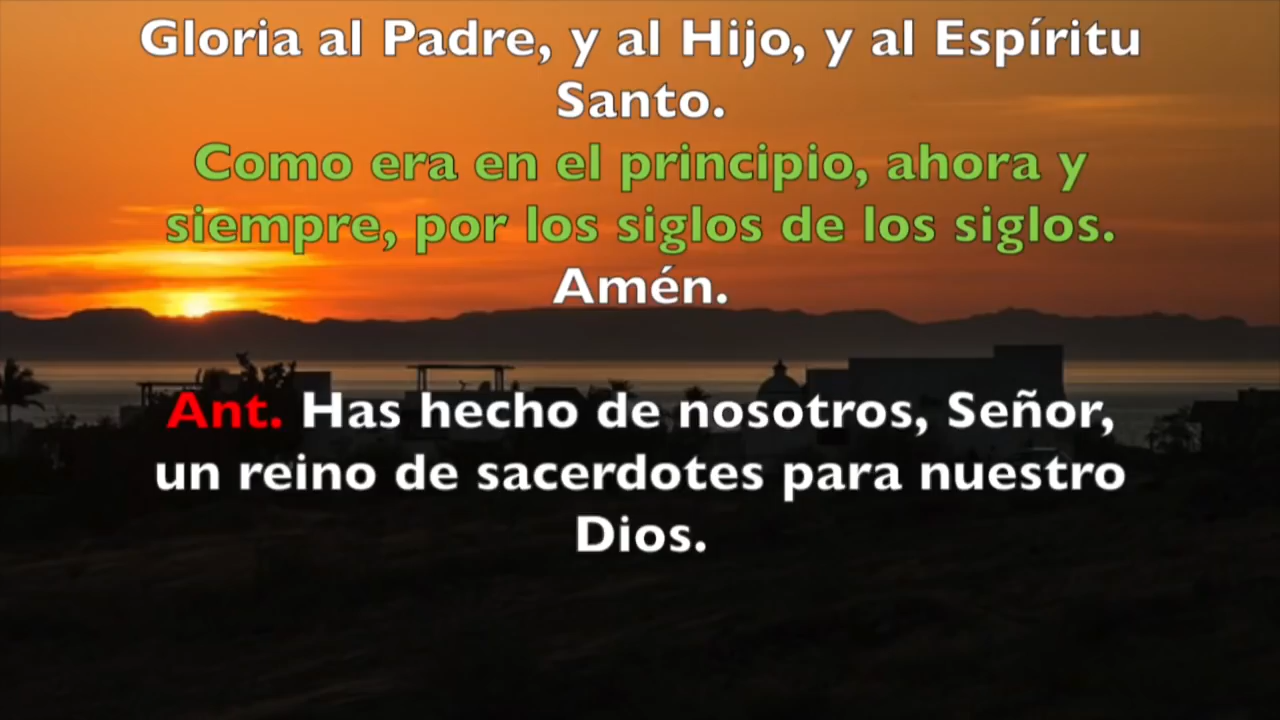 Gloria al Padre, y al Hijo, y al Espíritu
Santo.
Como era en el principio, ahora y
siempre, por los siglos de los siglos.
Amén.
Ant. Has hecho de nosotros, Señor,
un reino de sacerdotes para nuestro
Dios.